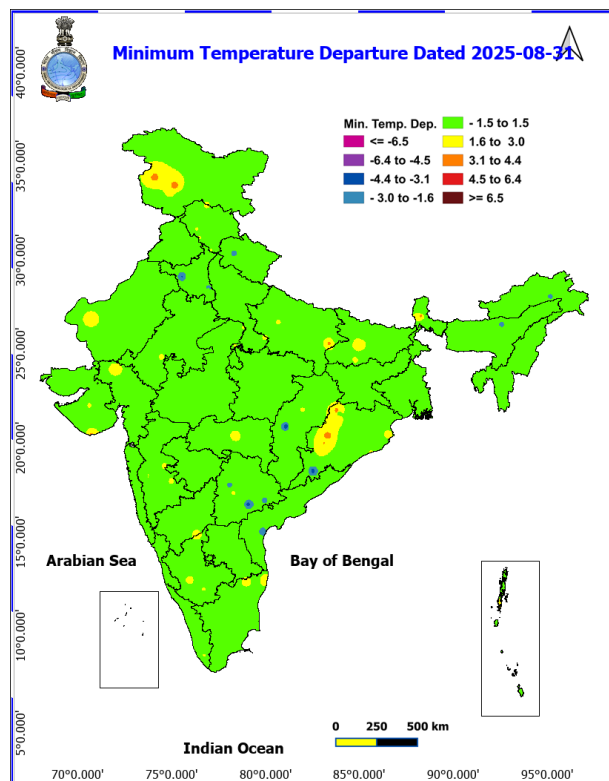 Minimum Temperature Departure Dated 2025-08-31
Min. Temp. Dep.
<= -6.5
-6.4 to -4.5
-4.4 to -3.1
- 3.0 to -1.6
- 1.5 to 1.5
1.6 to 3.0
3.1 to 4.4
4.5 to 6.4
>= 6.5
40°0.000'
35°0.000'
30°0.000'
25°0.000'
20°0.000'
15°0.000'
10°0.000'
5°0.000'
Arabian Sea
Bay of Bengal
Indian Ocean
0 250 500 km
70°0.000' 75°0.000' 80°0.000' 85°0.000' 90°0.000' 95°0.000'